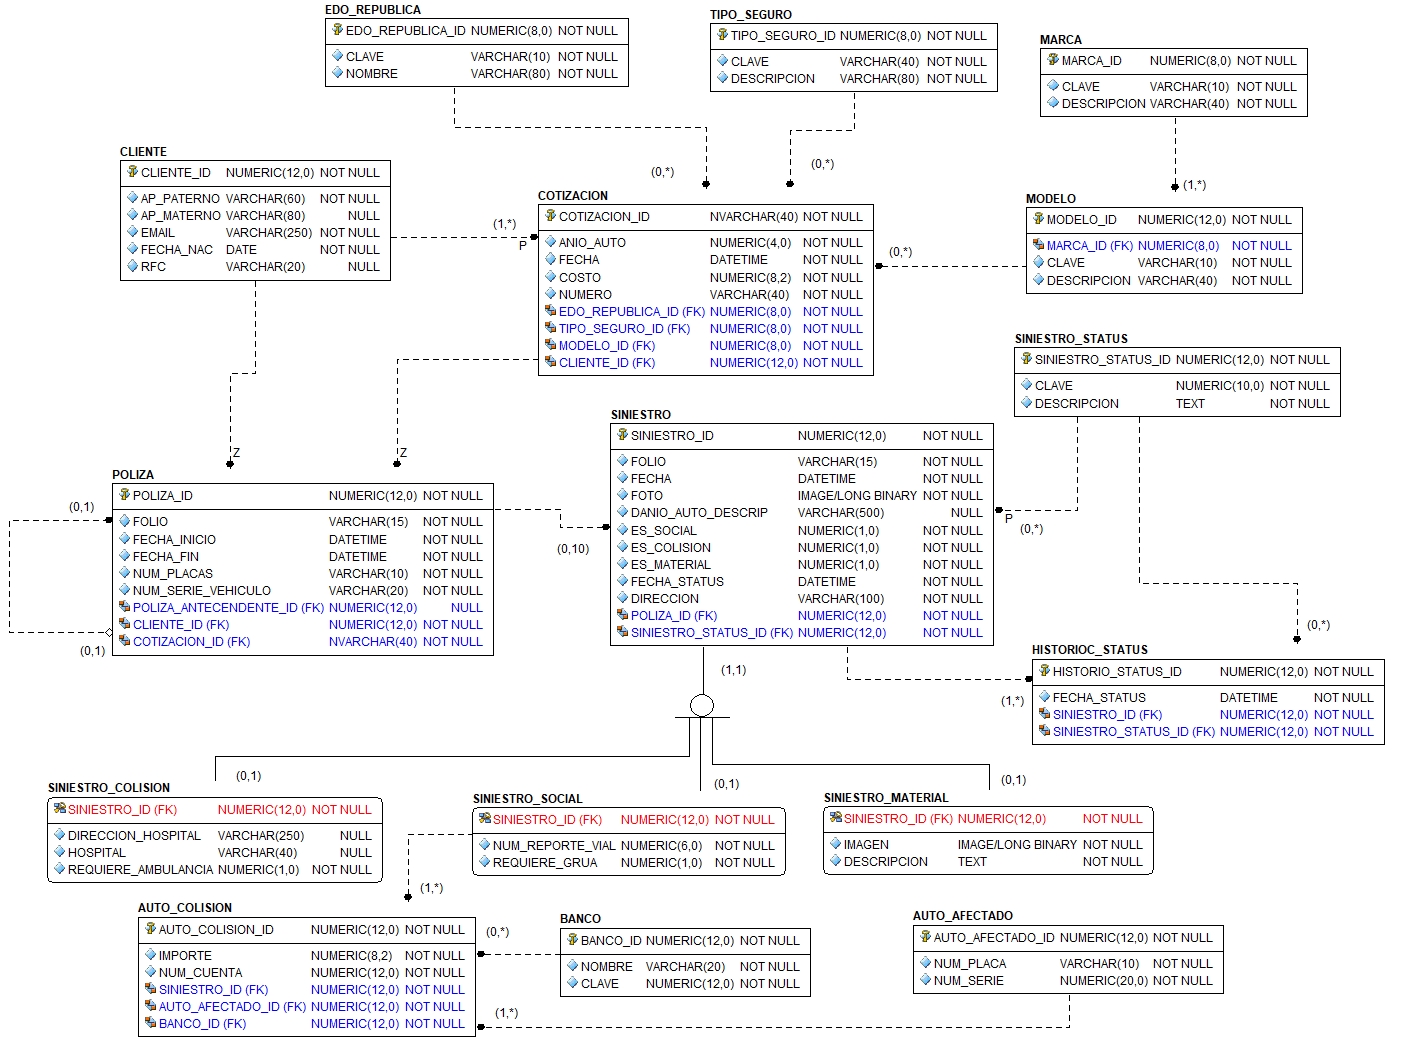 EDO_REPUBLICA
EDO_REPUBLICA_ID NUMERIC(8,0) NOT NULL
CLAVE VARCHAR(10) NOT NULL
NOMBRE VARCHAR(80) NOT NULL
TIPO_SEGURO
TIPO_SEGURO_ID NUMERIC(8,0) NOT NULL
CLAVE VARCHAR(40) NOT NULL
DESCRIPCION VARCHAR(80) NOT NULL
MARCA
MARCA_ID NUMERIC(8,0) NOT NULL
CLAVE VARCHAR(10) NOT NULL
DESCRIPCION VARCHAR(40) NOT NULL
(0,*)
(0,*)
(1,*)
CLIENTE
CLIENTE_ID NUMERIC(12,0) NOT NULL
AP_PATERNO VARCHAR(60) NOT NULL
AP_MATERNO VARCHAR(80) NULL
EMAIL VARCHAR(250) NOT NULL
FECHA_NAC DATE NOT NULL
RFC VARCHAR(20) NULL
(1,*)
P
COTIZACION
COTIZACION_ID NVARCHAR(40) NOT NULL
ANIO_AUTO NUMERIC(4,0) NOT NULL
FECHA DATETIME NOT NULL
COSTO NUMERIC(8,2) NOT NULL
NUMERO VARCHAR(40) NOT NULL
EDO_REPUBLICA_ID (FK) NUMERIC(8,0) NOT NULL
TIPO_SEGURO_ID (FK) NUMERIC(8,0) NOT NULL
MODELO_ID (FK) NUMERIC(8,0) NOT NULL
CLIENTE_ID (FK) NUMERIC(12,0) NOT NULL
(0,*)
MODELO
MODELO_ID NUMERIC(12,0) NOT NULL
MARCA_ID (FK) NUMERIC(8,0) NOT NULL
CLAVE VARCHAR(10) NOT NULL
DESCRIPCION VARCHAR(40) NOT NULL
SINIESTRO_STATUS
SINIESTRO_STATUS_ID NUMERIC(12,0) NOT NULL
CLAVE NUMERIC(10,0) NOT NULL
DESCRIPCION TEXT NOT NULL
Z
Z
POLIZA
POLIZA_ID NUMERIC(12,0) NOT NULL
FOLIO VARCHAR(15) NOT NULL
FECHA_INICIO DATETIME NOT NULL
FECHA_FIN DATETIME NOT NULL
NUM_PLACAS VARCHAR(10) NOT NULL
NUM_SERIE_VEHICULO VARCHAR(20) NOT NULL
POLIZA_ANTECENDENTE_ID (FK) NUMERIC(12,0) NULL
CLIENTE_ID (FK) NUMERIC(12,0) NOT NULL
COTIZACION_ID (FK) NVARCHAR(40) NOT NULL
(0,1)
(0,1)
(0,10)
SINIESTRO
SINIESTRO_ID NUMERIC(12,0) NOT NULL
FOLIO VARCHAR(15) NOT NULL
FECHA DATETIME NOT NULL
FOTO IMAGE/LONG BINARY NOT NULL
DANIO_AUTO_DESCRIP VARCHAR(500) NULL
ES_SOCIAL NUMERIC(1,0) NOT NULL
ES_COLISION NUMERIC(1,0) NOT NULL
ES_MATERIAL NUMERIC(1,0) NOT NULL
FECHA_STATUS DATETIME NOT NULL
DIRECCION VARCHAR(100) NOT NULL
POLIZA_ID (FK) NUMERIC(12,0) NOT NULL
SINIESTRO_STATUS_ID (FK) NUMERIC(12,0) NOT NULL
P
(0,*)
(0,*)
(1,1)
(1,*)
HISTORIOC_STATUS
HISTORIO_STATUS_ID NUMERIC(12,0) NOT NULL
FECHA_STATUS DATETIME NOT NULL
SINIESTRO_ID (FK) NUMERIC(12,0) NOT NULL
SINIESTRO_STATUS_ID (FK) NUMERIC(12,0) NOT NULL
(0,1)
(0,1)
(0,1)
SINIESTRO_COLISION
SINIESTRO_ID (FK) NUMERIC(12,0) NOT NULL
DIRECCION_HOSPITAL VARCHAR(250) NULL
HOSPITAL VARCHAR(40) NULL
REQUIERE_AMBULANCIA NUMERIC(1,0) NOT NULL
SINIESTRO_SOCIAL
SINIESTRO_ID (FK) NUMERIC(12,0) NOT NULL
NUM_REPORTE_VIAL NUMERIC(6,0) NOT NULL
REQUIERE_GRUA NUMERIC(1,0) NOT NULL
SINIESTRO_MATERIAL
SINIESTRO_ID (FK) NUMERIC(12,0) NOT NULL
IMAGEN IMAGE/LONG BINARY NOT NULL
DESCRIPCION TEXT NOT NULL
(1,*)
AUTO_COLISION
AUTO_COLISION_ID NUMERIC(12,0) NOT NULL
IMPORTE NUMERIC(8,2) NOT NULL
NUM_CUENTA NUMERIC(12,0) NOT NULL
SINIESTRO_ID (FK) NUMERIC(12,0) NOT NULL
AUTO_AFECTADO_ID (FK) NUMERIC(12,0) NOT NULL
BANCO_ID (FK) NUMERIC(12,0) NOT NULL
(0,*)
(1,*)
BANCO
BANCO_ID NUMERIC(12,0) NOT NULL
NOMBRE VARCHAR(20) NOT NULL
CLAVE NUMERIC(12,0) NOT NULL
AUTO_AFECTADO
AUTO_AFECTADO_ID NUMERIC(12,0) NOT NULL
NUM_PLACA VARCHAR(10) NOT NULL
NUM_SERIE NUMERIC(20,0) NOT NULL